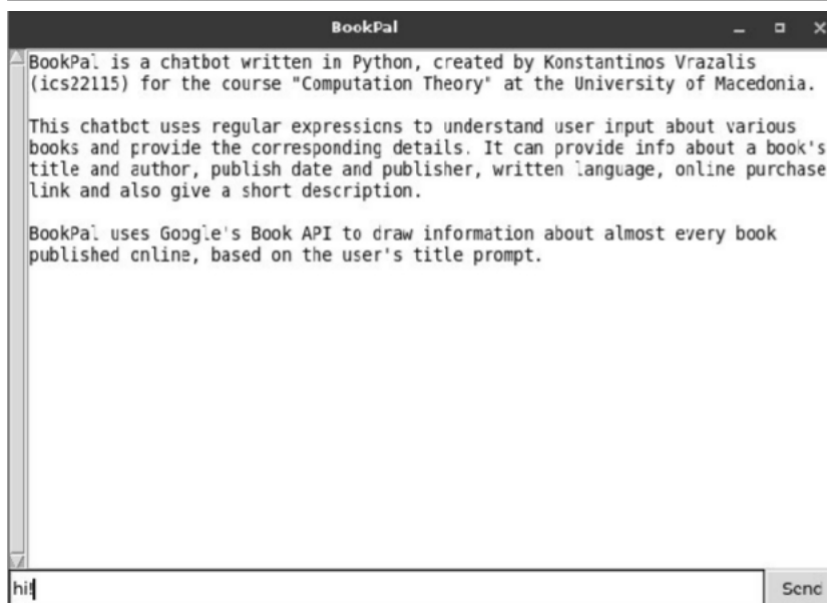 BookPal
BookPal is a chatbot written in Python, created by Konstantinos Vrazalis
(ics22115) for the course "Computation Theory" at the University of Macedonia.
This chatbot uses regular expressions to understand user input about various
books and provide the corresponding details. It can provide info about a book's
title and author, publish date and publisher, written language, online purchase
link and also give a short description.
BookPal uses Google's Book API to draw information about almost every book
published online, based on the user's title prompt.
hi!
Send